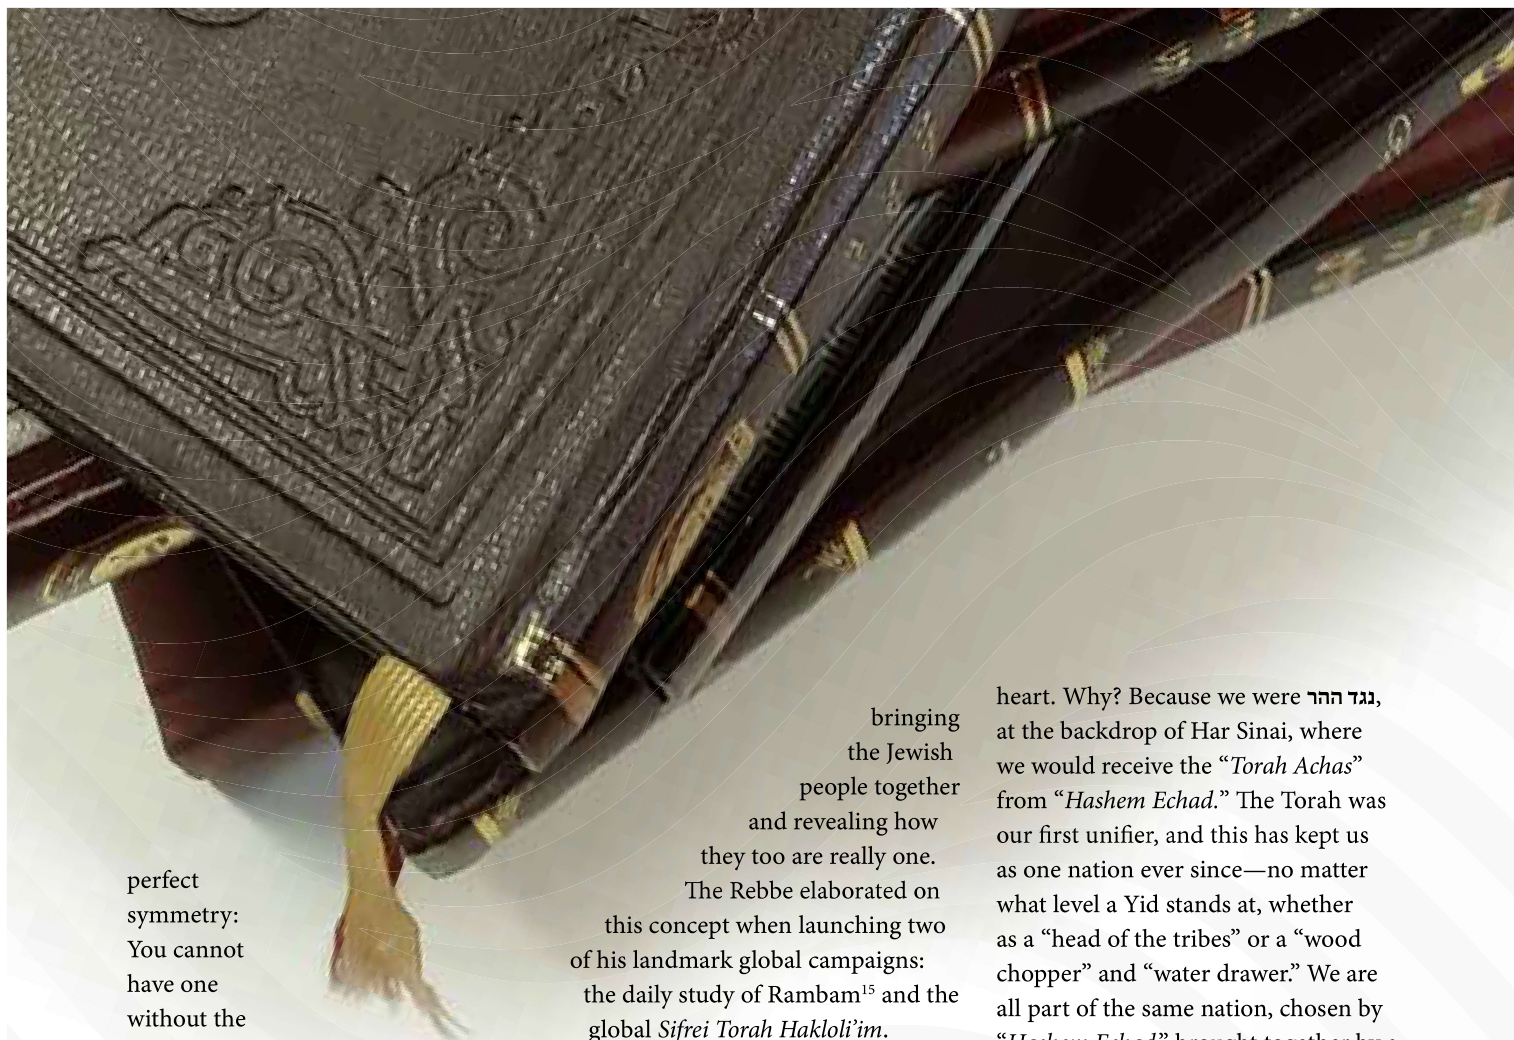 perfect
symmetry:
You cannot
have one
without the
bringing
the Jewish
people together
and revealing how
they too are really one.
The Rebbe elaborated on
this concept when launching two
of his landmark global campaigns:
the daily study of Rambam15 and the
global Sifrei Torah Hakloli’im.
heart. Why? Because we were נגד ההר,
at the backdrop of Har Sinai, where
we would receive the “Torah Achas”
from “Hashem Echad.” The Torah was
our first unifier, and this has kept us
as one nation ever since—no matter
what level a Yid stands at, whether
as a “head of the tribes” or a “wood
chopper” and “water drawer.” We are
all part of the same nation, chosen by
“Hashem Echad” brought together by